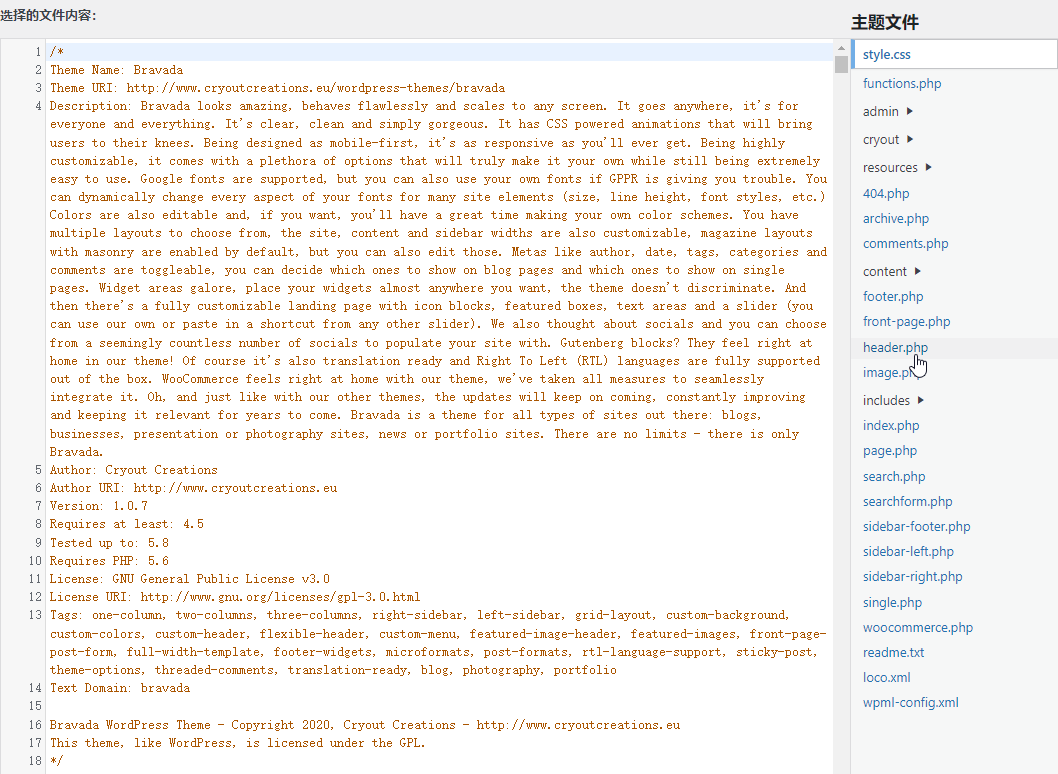 选择的文件内容：
1 /*
2 Theme Name: Bravada
3 Theme URI: http://www.cryoutcreations.eu/wordpress-themes/bravada
4 Description: Bravada looks amazing, behaves flawlessly and scales to any screen. It goes anywhere, it's for
everyone and everything. It's clear, clean and simply gorgeous. It has CSS powered animations that will bring
users to their knees. Being designed as mobile-first, it's as responsive as you'll ever get. Being highly
customizable, it comes with a plethora of options that will truly make it your own while still being extremely
easy to use. Google fonts are supported, but you can also use your own fonts if GPPR is giving you trouble. You
can dynamically change every aspect of your fonts for many site elements (size, line height, font styles, etc.)
Colors are also editable and, if you want, you'll have a great time making your own color schemes. You have
multiple layouts to choose from, the site, content and sidebar widths are also customizable, magazine layouts
with masonry are enabled by default, but you can also edit those. Metas like author, date, tags, categories and
comments are toggleable, you can decide which ones to show on blog pages and which ones to show on single
pages. Widget areas galore, place your widgets almost anywhere you want, the theme doesn't discriminate. And
then there's a fully customizable landing page with icon blocks, featured boxes, text areas and a slider (you
can use our own or paste in a shortcut from any other slider). We also thought about socials and you can choose
from a seemingly countless number of socials to populate your site with. Gutenberg blocks? They feel right at
home in our theme! Of course it's also translation ready and Right To Left (RTL) languages are fully supported
out of the box. WooCommerce feels right at home with our theme, we've taken all measures to seamlessly
integrate it. Oh, and just like with our other themes, the updates will keep on coming, constantly improving
and keeping it relevant for years to come. Bravada is a theme for all types of sites out there: blogs,
businesses, presentation or photography sites, news or portfolio sites. There are no limits - there is only
Bravada.
5 Author: Cryout Creations
6 Author URI: http://www.cryoutcreations.eu
7 Version: 1.0.7
8 Requires at least: 4.5
9 Tested up to: 5.8
10 Requires PHP: 5.6
11 License: GNU General Public License v3.0
12 License URI: http://www.gnu.org/licenses/gpl-3.0.html
13 Tags: one-column, two-columns, three-columns, right-sidebar, left-sidebar, grid-layout, custom-background,
custom-colors, custom-header, flexible-header, custom-menu, featured-image-header, featured-images, front-page-
post-form, full-width-template, footer-widgets, microformats, post-formats, rtl-language-support, sticky-post,
theme-options, threaded-comments, translation-ready, blog, photography, portfolio
14 Text Domain: bravada
15
16 Bravada WordPress Theme - Copyright 2020, Cryout Creations - http://www.cryoutcreations.eu
17 This theme, like WordPress, is licensed under the GPL.
18 */
主题文件
style.css
functions.php
admin
cryout
resources
404.php
archive.php
comments.php
content
footer.php
front-page.php
header.php
image.php
includes
index.php
page.php
search.php
searchform.php
sidebar-footer.php
sidebar-left.php
sidebar-right.php
single.php
woocommerce.php
readme.txt
loco.xml
wpml-config.xml